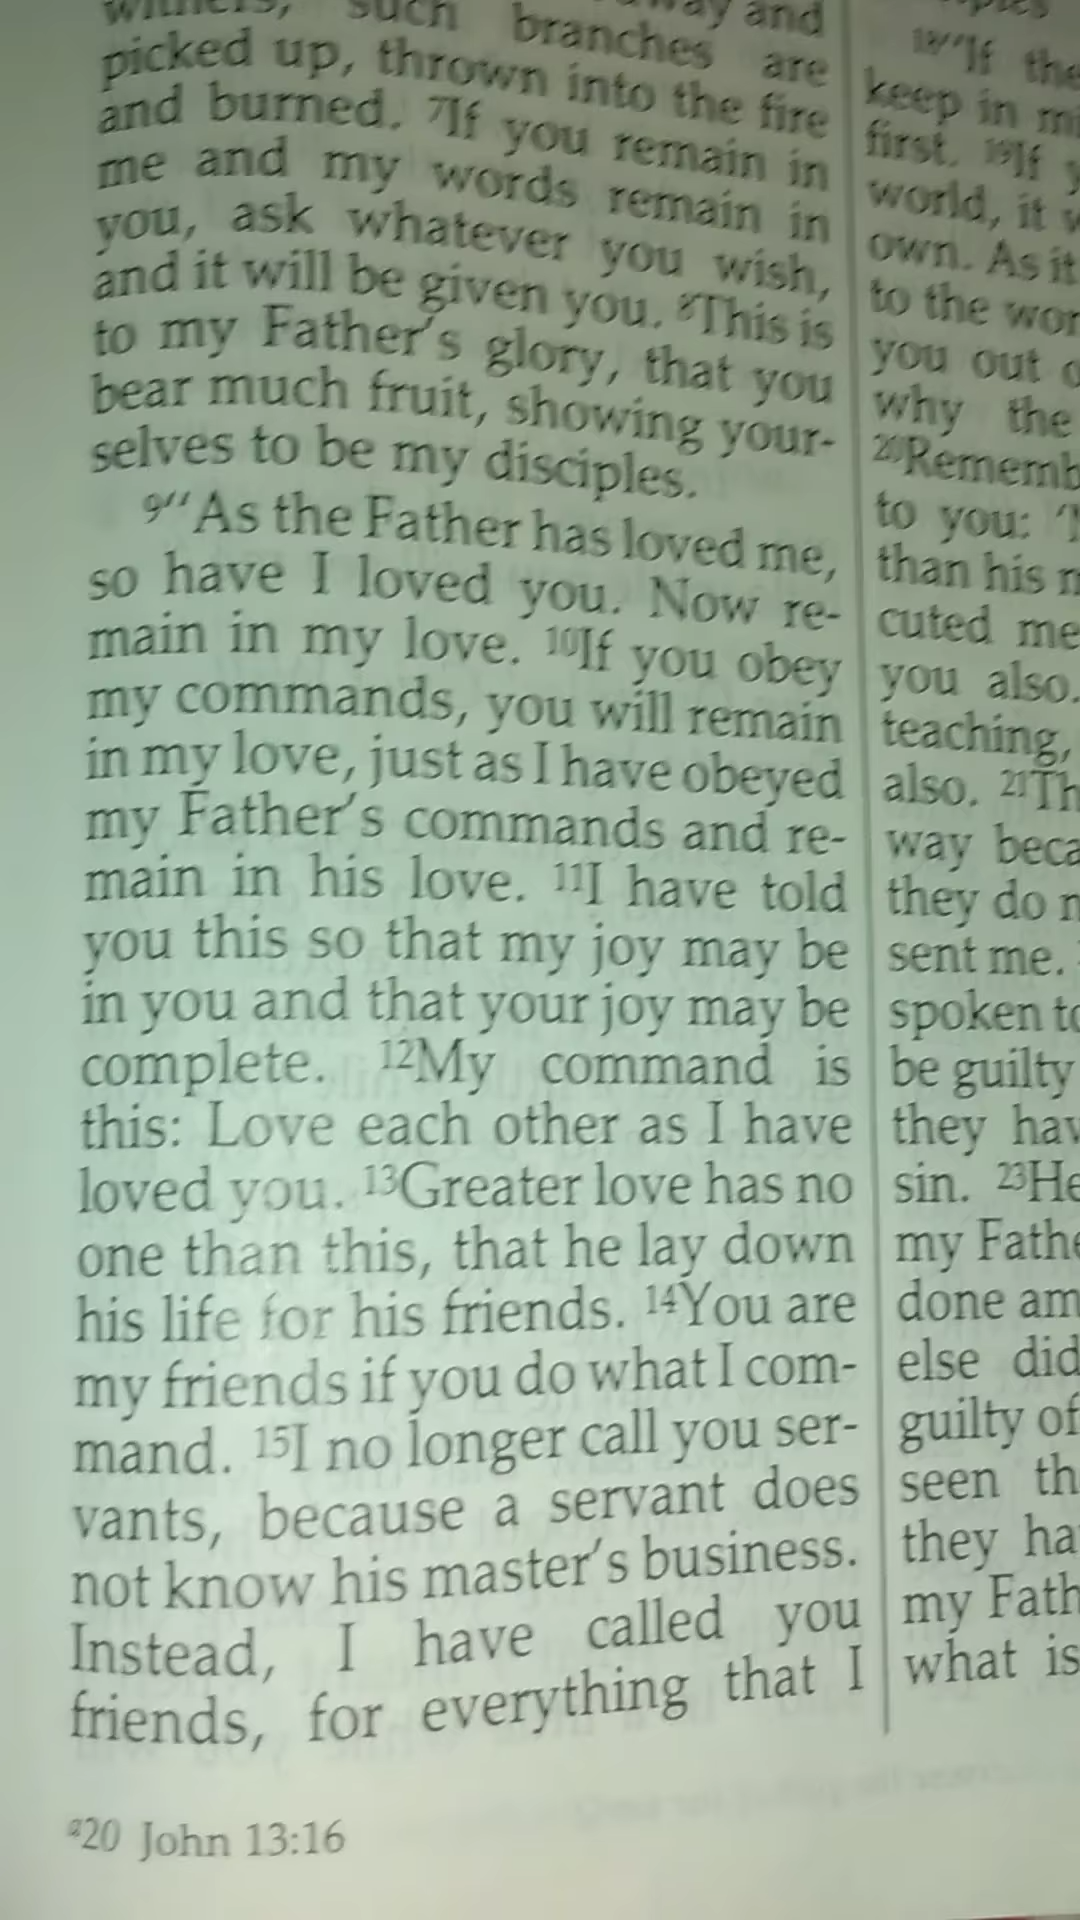 such branches are
picked up, thrown into the fire
and burned. 7If you remain in
me and my words remain in
you, ask whatever you wish,
and it will be given you. 8This is
to my Father's glory, that you
bear much fruit, showing your-
selves to be my disciples.
9"As the Father has loved me,
so have I loved you. Now re-
main in my love. 10If you obey
my commands, you will remain
in my love, just as I have obeyed
my Father's commands and re-
main in his love. 11I have told
you this so that my joy may be
in you and that your joy may be
complete. 12My command is
this: Love each other as I have
loved you. 13Greater love has no
one than this, that he lay down
his life for his friends. 14You are
my friends if you do what I com-
mand. 15I no longer call you ser-
vants, because a servant does
not know his master's business.
Instead, I have called you
friends, for everything that I
a20 John 13:16
18"If the
keep in mi
first. 19If y
world, it w
own. As it
to the wor
you out o
why the
20Rememb
to you:
than his m
cuted me
you also.
teaching,
also. 21Th
way beca
they do n
sent me.
spoken to
be guilty
they hav
sin. 23He
my Fathe
done am
else did
guilty of
seen th
they ha
my Fath
what is